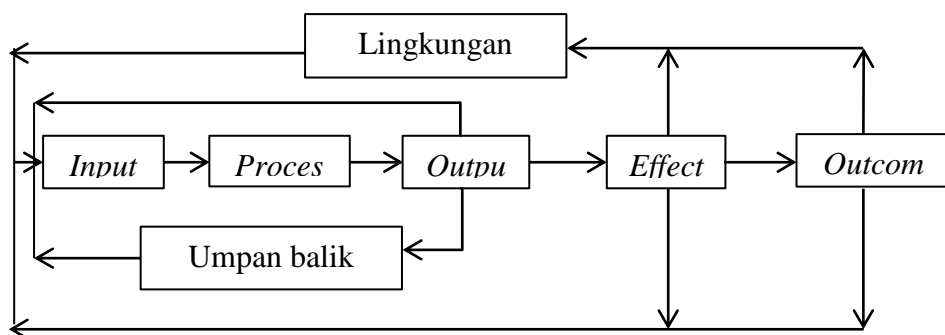 Lingkungan
Input
Proces
Outpu
Effect
Outcom
Umpan balik